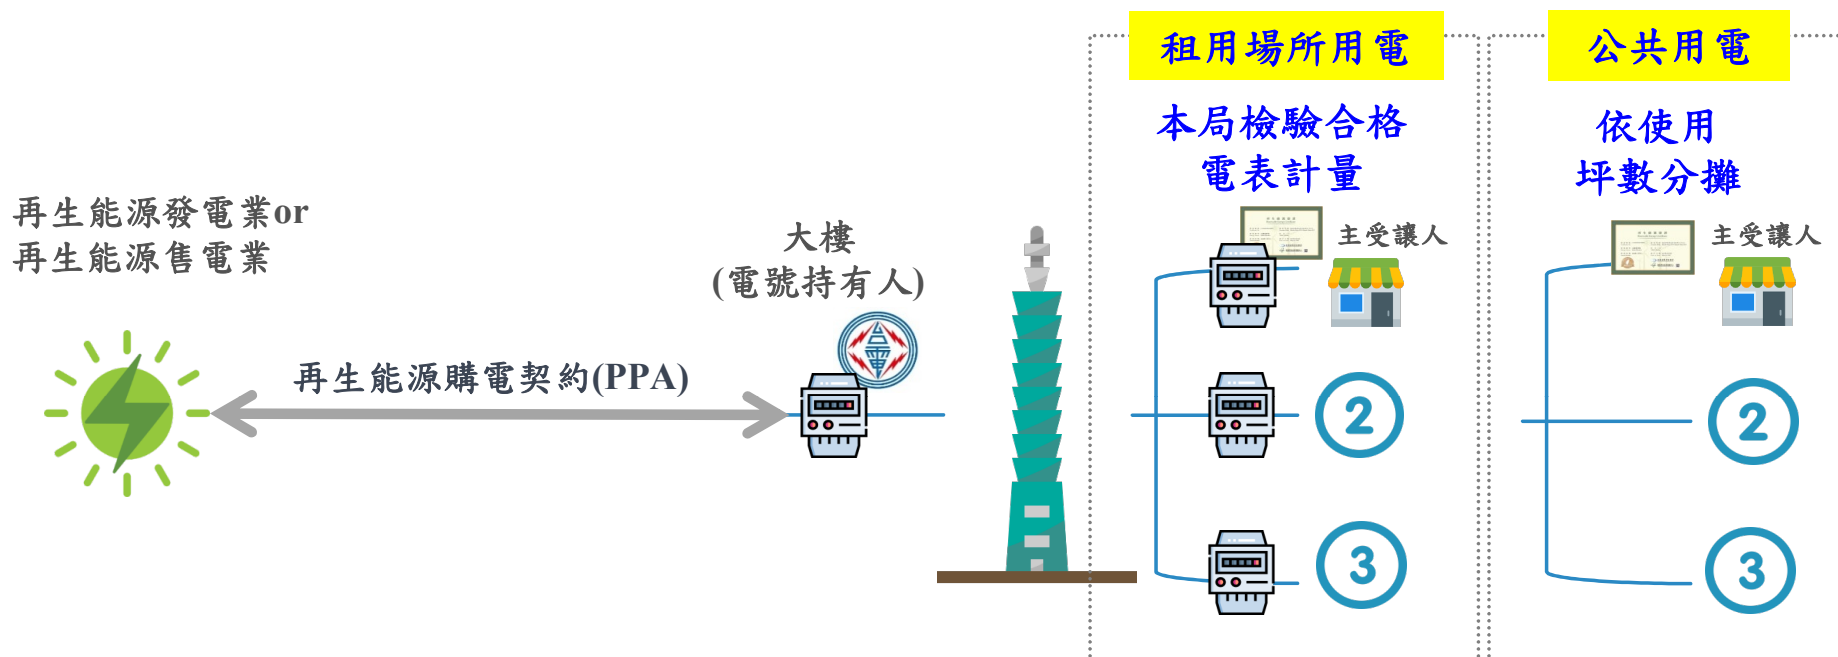 租用場所用電
公共用電
本局檢驗合格
電表計量
依使用
坪數分攤
再生能源發電業or
再生能源售電業
大樓
(電號持有人)
主受讓人
主受讓人
再生能源購電契約(PPA)
2
2
3
3